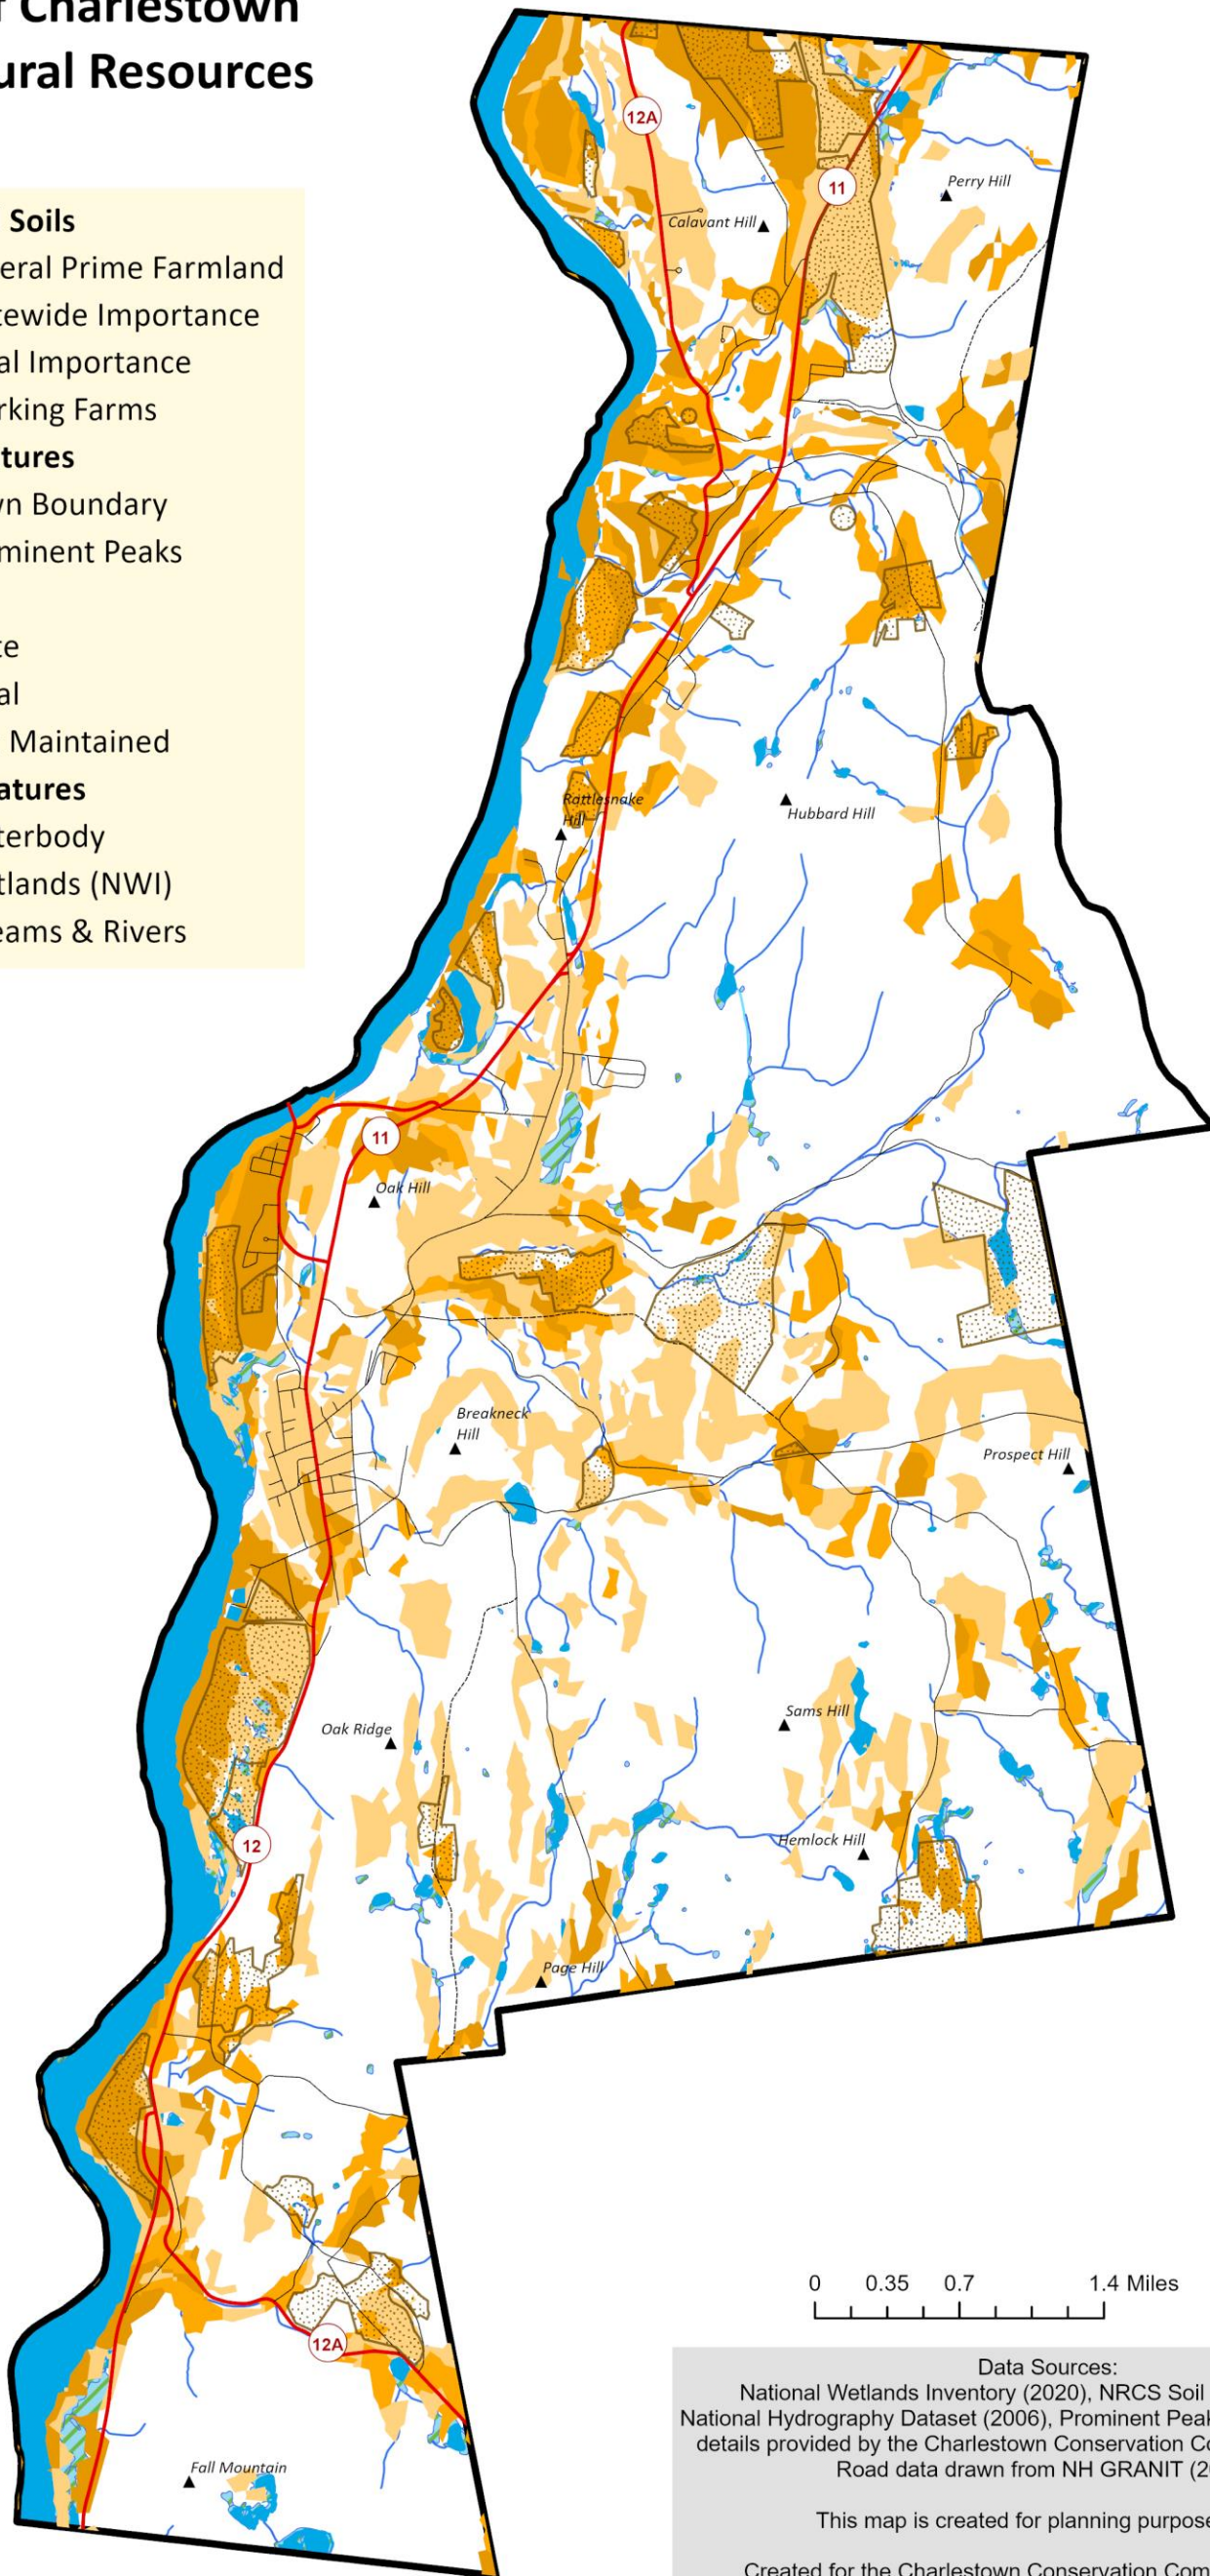 f Charlestown
ural Resources
Soils
eral Prime Farmland
tewide Importance
al Importance
rking Farms
tures
n Boundary
minent Peaks
te
al
Maintained
atures
terbody
tlands (NWI)
eams & Rivers
12A
11
Perry Hill
Calavant Hill
Rattlesnake
Hill
Hubbard Hill
11
Oak Hill
Breakneck
Hill
Prospect Hill
Sams Hill
Oak Ridge
12
Hemlock Hill
Page Hill
12A
Fall Mountain
0 0.35 0.7 1.4 Miles
Data Sources:
National Wetlands Inventory (2020), NRCS Soil
National Hydrography Dataset (2006), Prominent Peak
details provided by the Charlestown Conservation Co
Road data drawn from NH GRANIT (2
This map is created for planning purpose
Created for the Charlestown Conservation Com